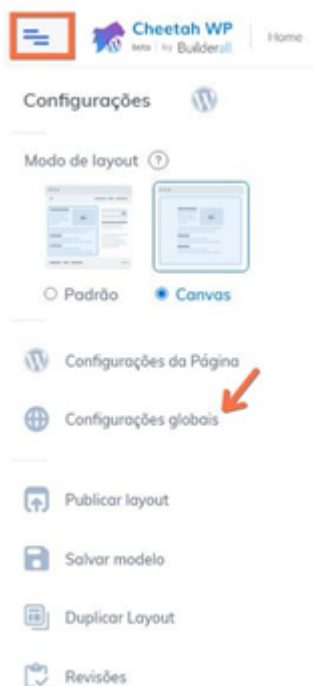 Cheetah WP
beta by Builderall
Home
Configurações
Modo de layout ?
Padrão
Canvas
Configurações da Página
Configurações globais
Publicar layout
Salvar modelo
Duplicar Layout
Revisões